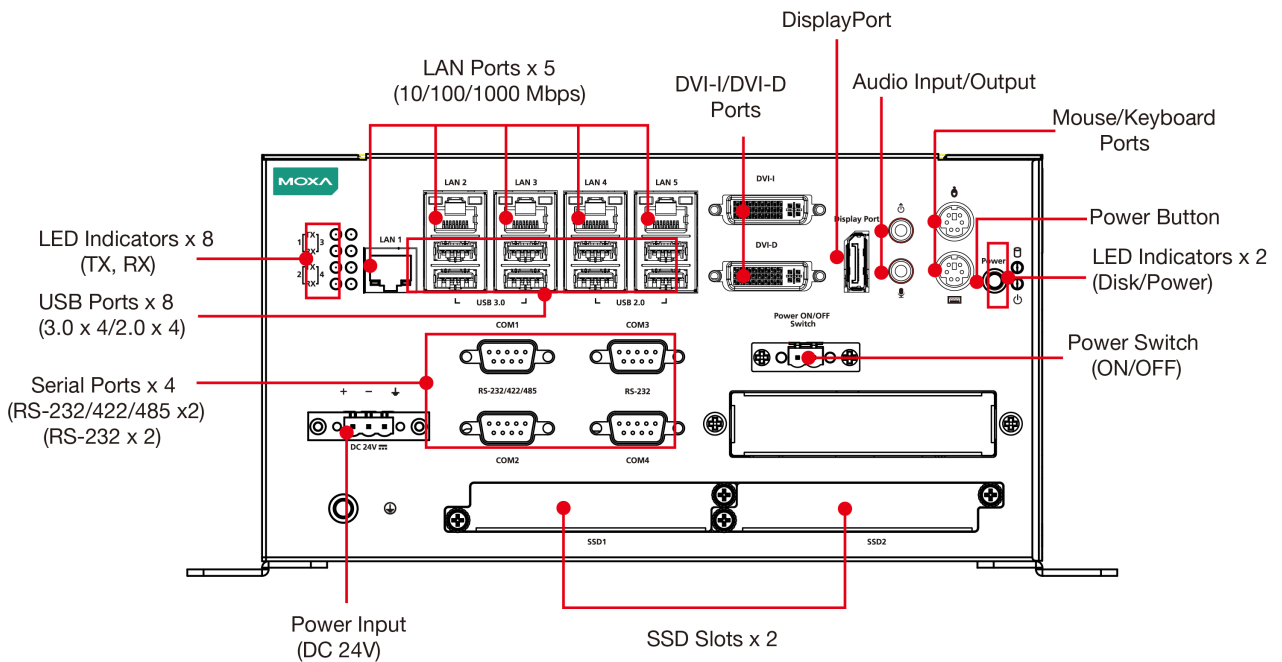 DisplayPort
LAN Ports x 5
(10/100/1000 Mbps)
DVI-I/DVI-D
Ports
Audio Input/Output
Mouse/Keyboard
Ports
MOXA
LAN 2
LAN 3
LAN 4
LAN 5
DVI-I
Display Port
Power Button
LED Indicators x 8
(TX, RX)
TX
1
3
RX
TX
2
4
RX
LAN 1
DVI-D
Power
LED Indicators x 2
(Disk/Power)
USB Ports x 8
(3.0 x 4/2.0 x 4)
USB 3.0
USB 2.0
Power ON/OFF
Switch
COM1
COM3
Power Switch
(ON/OFF)
Serial Ports x 4
(RS-232/422/485 x2)
(RS-232 x 2)
RS-232/422/485
RS-232
+
–
DC 24V
COM2
COM4
SSD1
SSD2
Power Input
(DC 24V)
SSD Slots x 2